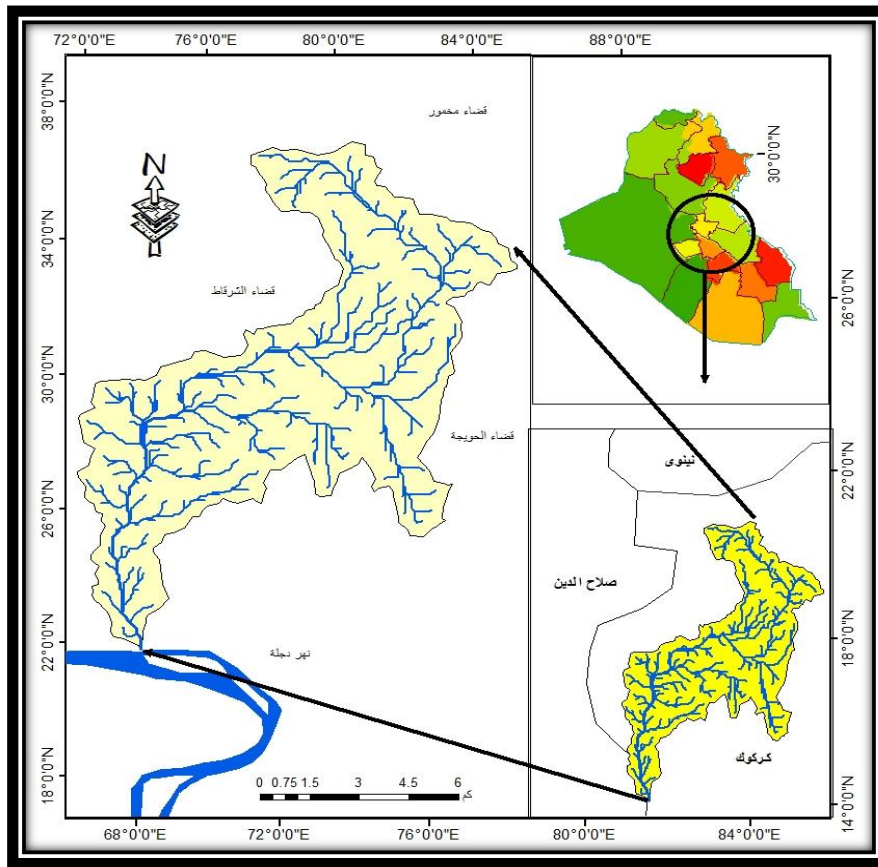 72°0'0"E 76°0'0"E 80°0'0"E 84°0'0"E 88°0'0"E
38°0'0"N
قضاء مخمور
N
30°0'0"N
34°0'0"N
قضاء الشرقاط
26°0'0"N
30°0'0"N
قضاء الحويجة
نينوى
22°0'0"N
26°0'0"N
صلاح الدين
22°0'0"N
نهر دجلة
18°0'0"N
كركوك
18°0'0"N
0 0.75 1.5 3 4.5 6
كم
14°0'0"N
68°0'0"E 72°0'0"E 76°0'0"E 80°0'0"E 84°0'0"E